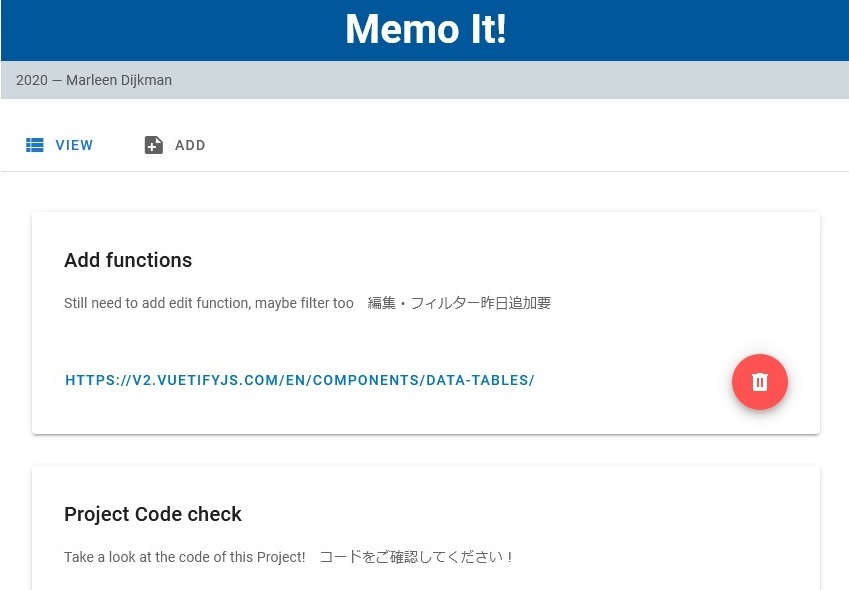 Memo It!
2020 — Marleen Dijkman
VIEW ADD
Add functions
Still need to add edit function, maybe filter too　編集・フィルター昨日追加要
HTTPS://V2.VUETIFYJS.COM/EN/COMPONENTS/DATA-TABLES/
Project Code check
Take a look at the code of this Project!　コードをご確認してください！